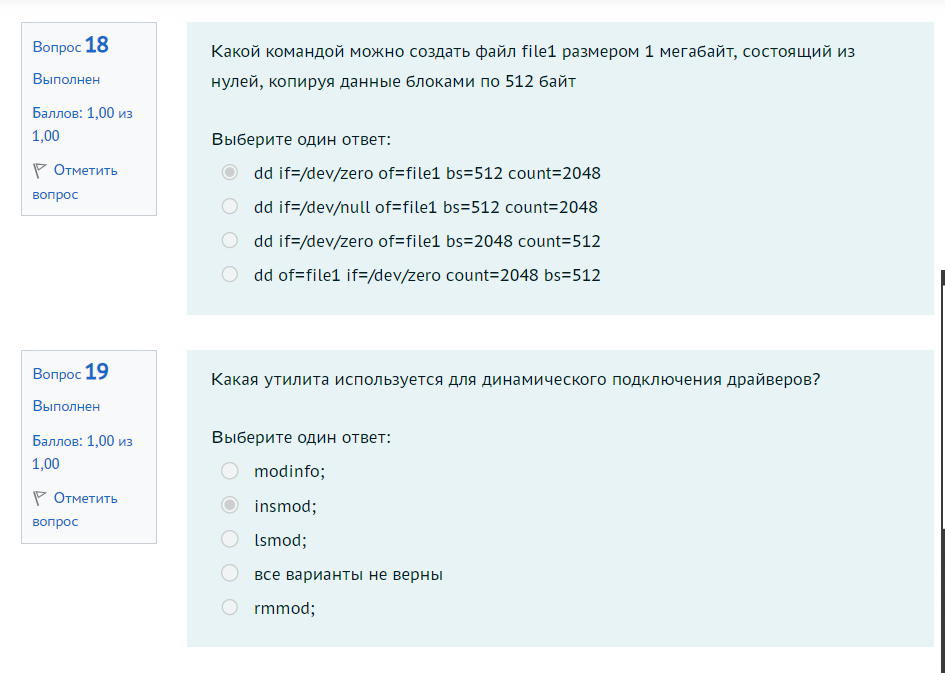 Вопрос 18
Выполнен
Баллов: 1,00 из
1,00
Отметить
вопрос
Какой командой можно создать файл file1 размером 1 мегабайт, состоящий из
нулей, копируя данные блоками по 512 байт
Выберите один ответ:
dd if=/dev/zero of=file1 bs=512 count=2048
dd if=/dev/null of=file1 bs=512 count=2048
dd if=/dev/zero of=file1 bs=2048 count=512
dd of=file1 if=/dev/zero count=2048 bs=512
Вопрос 19
Выполнен
Баллов: 1,00 из
1,00
Отметить
вопрос
Какая утилита используется для динамического подключения драйверов?
Выберите один ответ:
modinfo;
insmod;
lsmod;
все варианты не верны
rmmod;